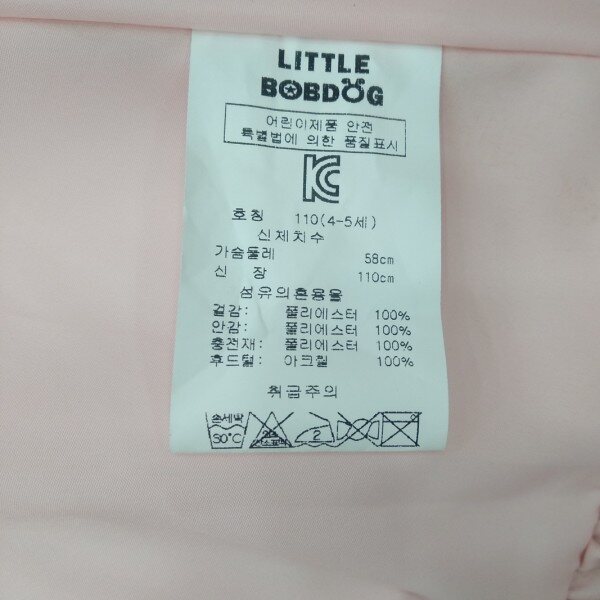 LITTLE
BOBDOG
어린이제품 안전
특별법에 의한 품질표시
호칭 110(4-5세)
신체치수
가슴둘레 58cm
신 장 110cm
섬유의혼용율
겉감: 폴리에스터 100%
안감: 폴리에스터 100%
충전재: 폴리에스터 100%
후드털: 아크릴 100%
취급주의
손세탁
30°C
2